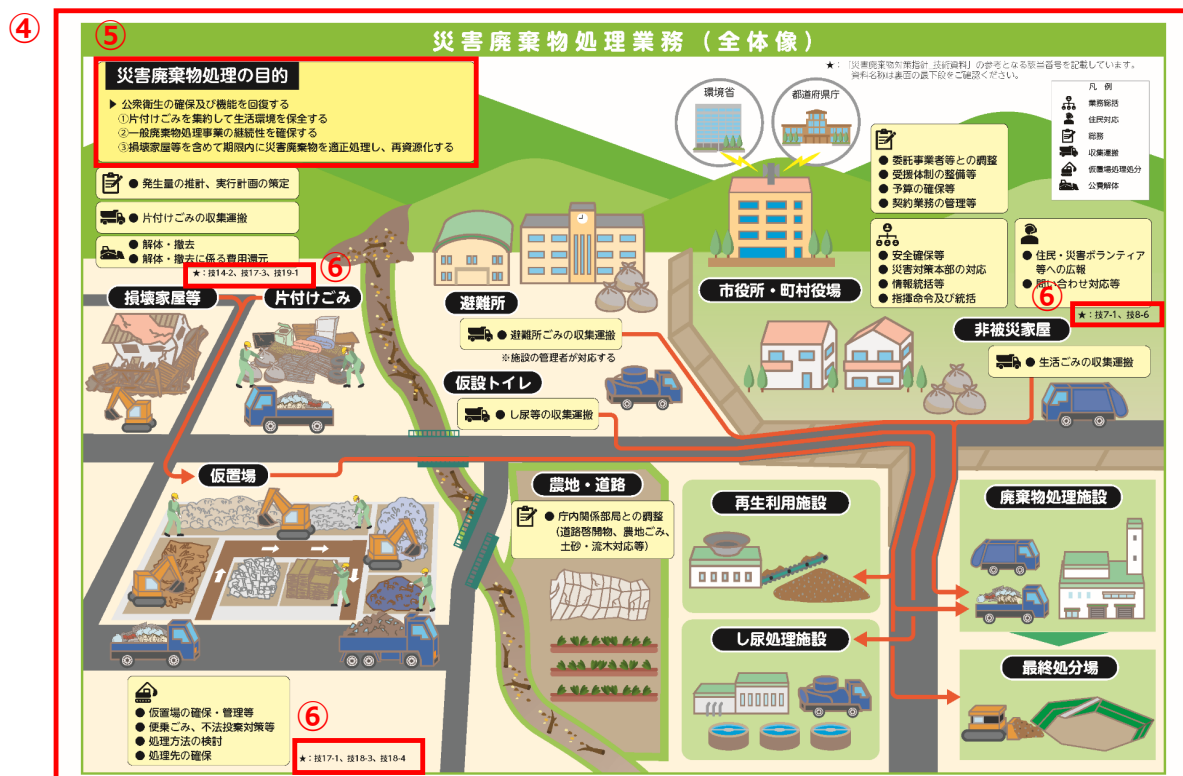 ④
⑤
災害廃棄物処理業務（全体像）
災害廃棄物処理の目的
▶ 公衆衛生の確保及び機能を回復する
①片付けごみを集約して生活環境を保全する
②一般廃棄物処理事業の継続性を確保する
③損壊家屋等を含めて期限内に災害廃棄物を適正処理し、再資源化する
★：「災害廃棄物対策指針_技術資料」の参考となる該当番号を記載しています。
資料名称は裏面の最下段をご確認ください。
凡 例
業務総括
住民対応
総務
収集運搬
仮置場処理処分
公費解体
環境省
都道府県庁
● 発生量の推計、実行計画の策定
● 片付けごみの収集運搬
● 解体・撤去
● 解体・撤去に係る費用還元
★：技14-2、技17-3、技19-1
⑥
● 委託事業者等との調整
● 受援体制の整備等
● 予算の確保等
● 契約業務の管理等
● 安全確保等
● 災害対策本部の対応
● 情報統括等
● 指揮命令及び統括
● 住民・災害ボランティア
等への広報
● 問い合わせ対応等
⑥
★：技7-1、技8-6
市役所・町村役場
損壊家屋等
片付けごみ
避難所
● 避難所ごみの収集運搬
※施設の管理者が対応する
非被災家屋
● 生活ごみの収集運搬
仮設トイレ
● し尿等の収集運搬
仮置場
農地・道路
● 庁内関係部局との調整
（道路啓開物、農地ごみ、
土砂・流木対応等）
再生利用施設
廃棄物処理施設
し尿処理施設
最終処分場
● 仮置場の確保・管理等
● 便乗ごみ、不法投棄対策等
● 処理方法の検討
● 処理先の確保
⑥
★：技17-1、技18-3、技18-4